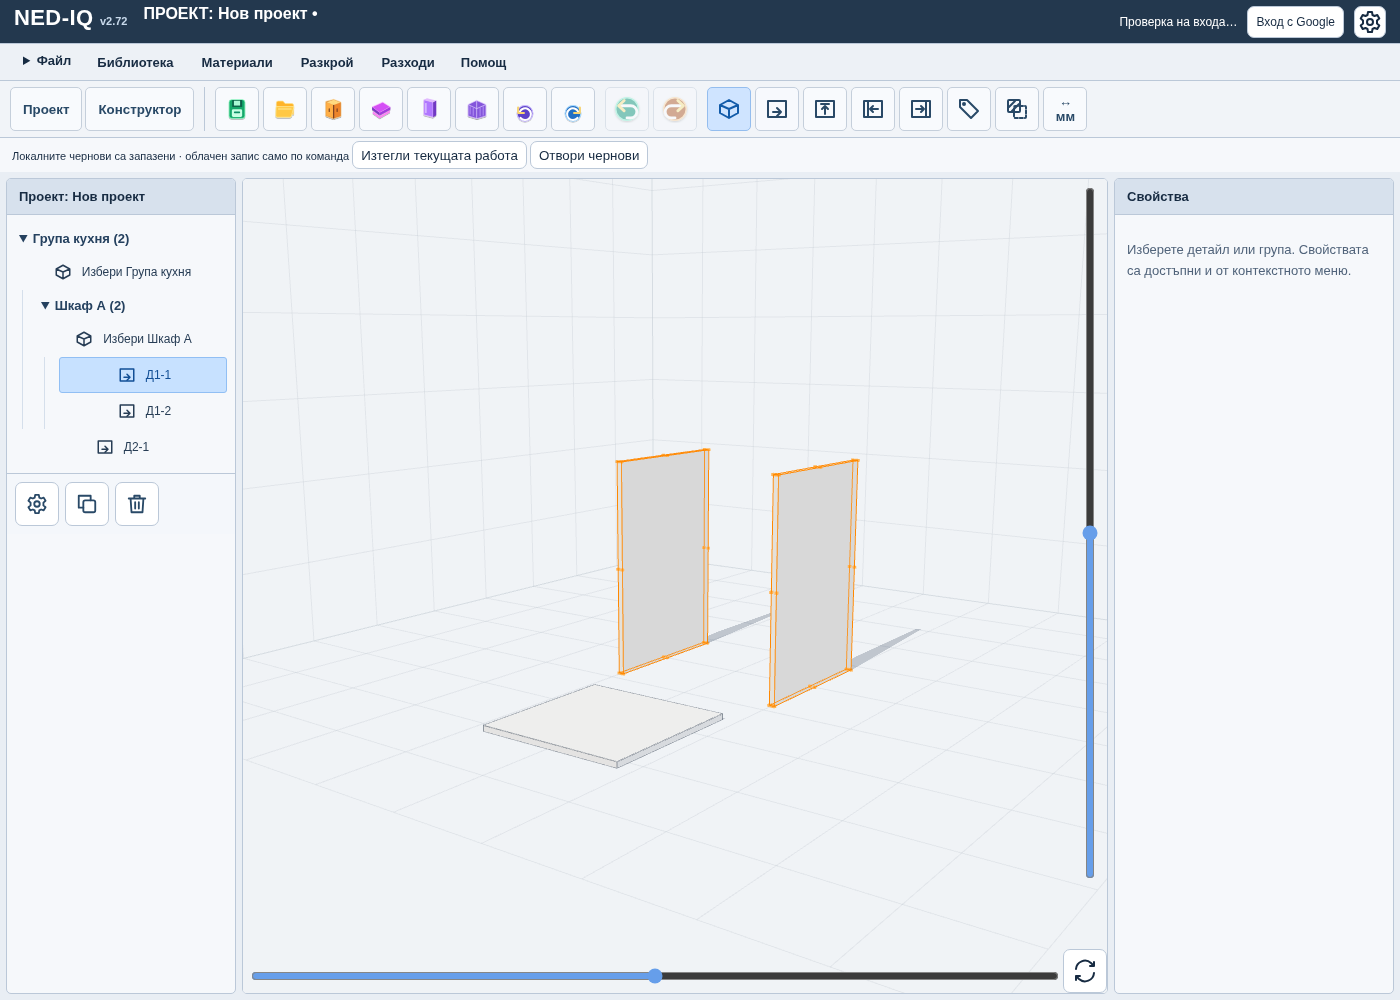 NED-IQ v2.72 ПРОЕКТ: Нов проект •
Проверка на входа… Вход с Google
Файл Библиотека Материали Разкрой Разходи Помощ
Проект Конструктор
↔
мм
Локалните чернови са запазени · облачен запис само по команда Изтегли текущата работа Отвори чернови
Проект: Нов проект
Група кухня (2)
Избери Група кухня
Шкаф А (2)
Избери Шкаф А
Д1-1
Д1-2
Д2-1
Свойства
Изберете детайл или група. Свойствата
са достъпни и от контекстното меню.